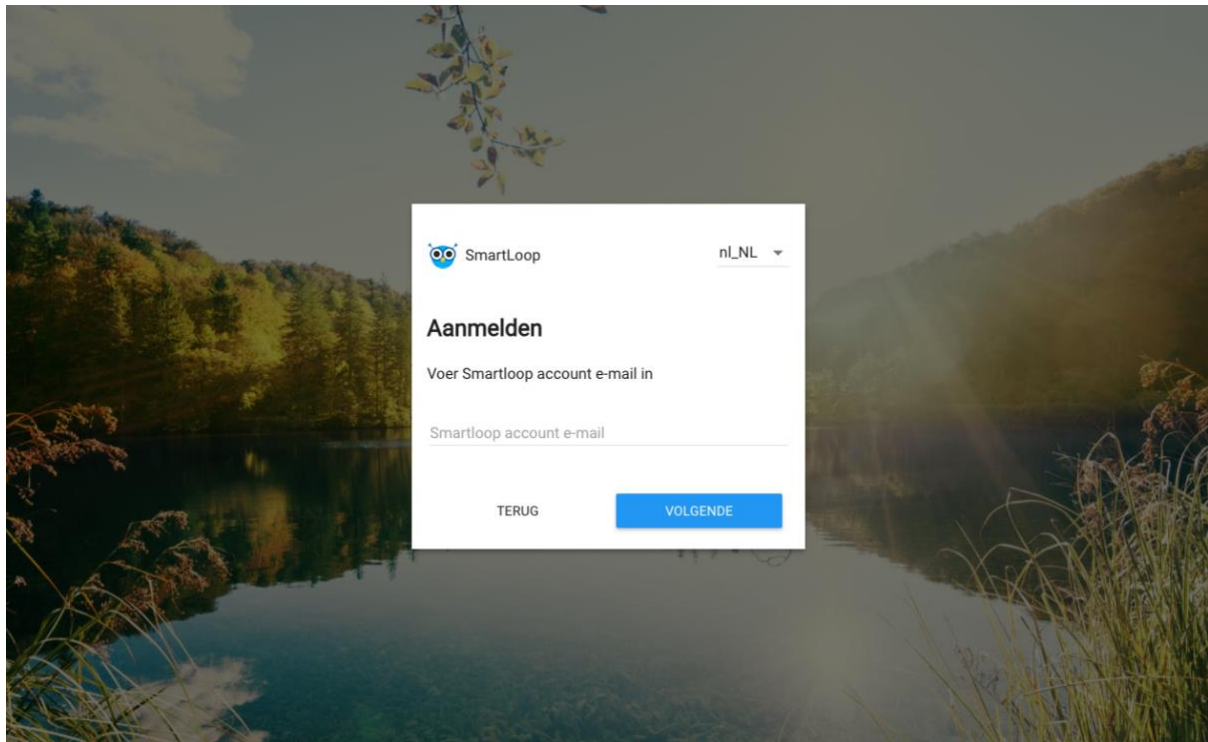 SmartLoop
nl_NL
Aanmelden
Voer Smartloop account e-mail in
Smartloop account e-mail
TERUG
VOLGENDE